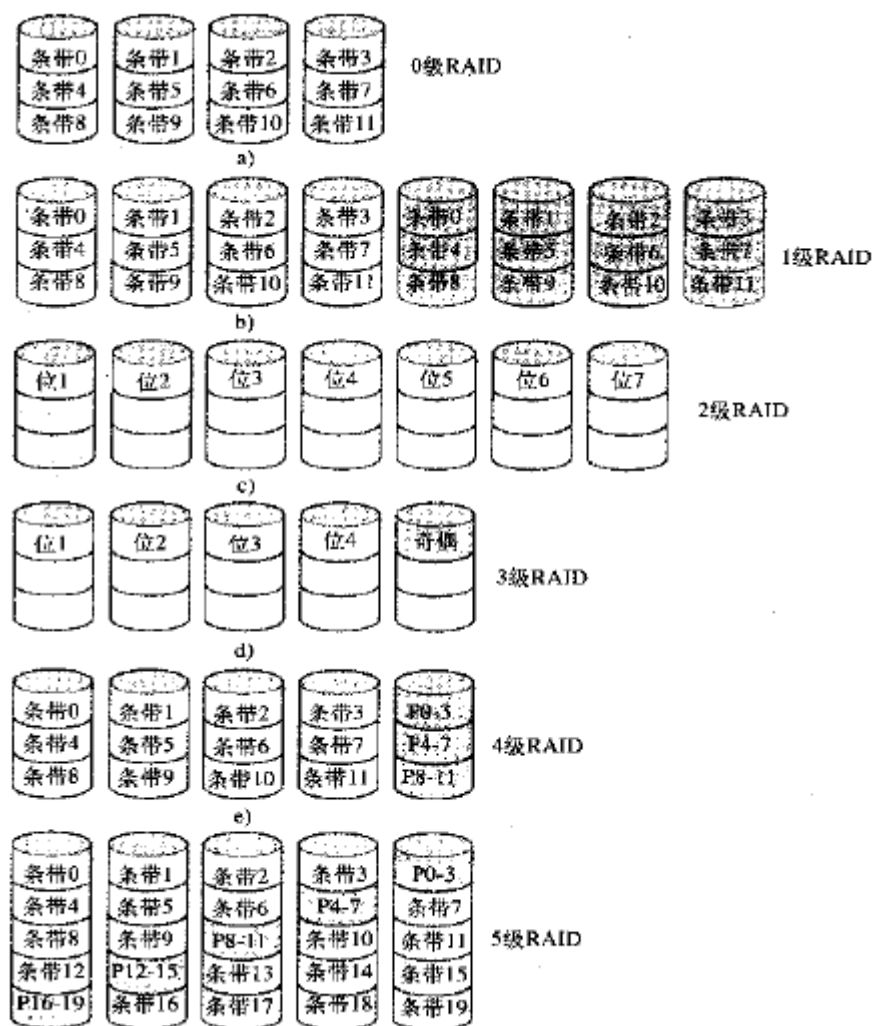 条带0 条带1 条带2 条带3
条带4 条带5 条带6 条带7
条带8 条带9 条带10 条带11
0级RAID
a)
条带0 条带1 条带2 条带3 条带0 条带1 条带2 条带3
条带4 条带5 条带6 条带7 条带4 条带5 条带6 条带7
条带8 条带9 条带10 条带11 条带8 条带9 条带10 条带11
1级RAID
b)
位1 位2 位3 位4 位5 位6 位7
2级RAID
c)
位1 位2 位3 位4 奇偶
3级RAID
d)
条带0 条带1 条带2 条带3 P0-3
条带4 条带5 条带6 条带7 P4-7
条带8 条带9 条带10 条带11 P8-11
4级RAID
e)
条带0 条带1 条带2 条带3 P0-3
条带4 条带5 条带6 P4-7 条带7
条带8 条带9 P8-11 条带10 条带11
条带12 P12-15 条带13 条带14 条带15
P16-19 条带16 条带17 条带18 条带19
5级RAID